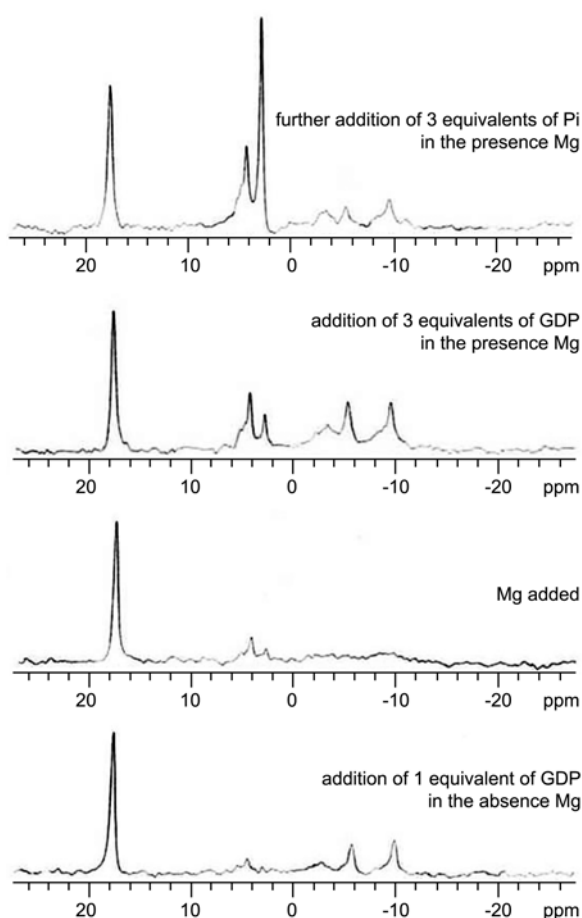 further addition of 3 equivalents of Pi
in the presence Mg
20 10 0 -10 -20 ppm
addition of 3 equivalents of GDP
in the presence Mg
20 10 0 -10 -20 ppm
Mg added
20 10 0 -10 -20 ppm
addition of 1 equivalent of GDP
in the absence Mg
20 10 0 -10 -20 ppm